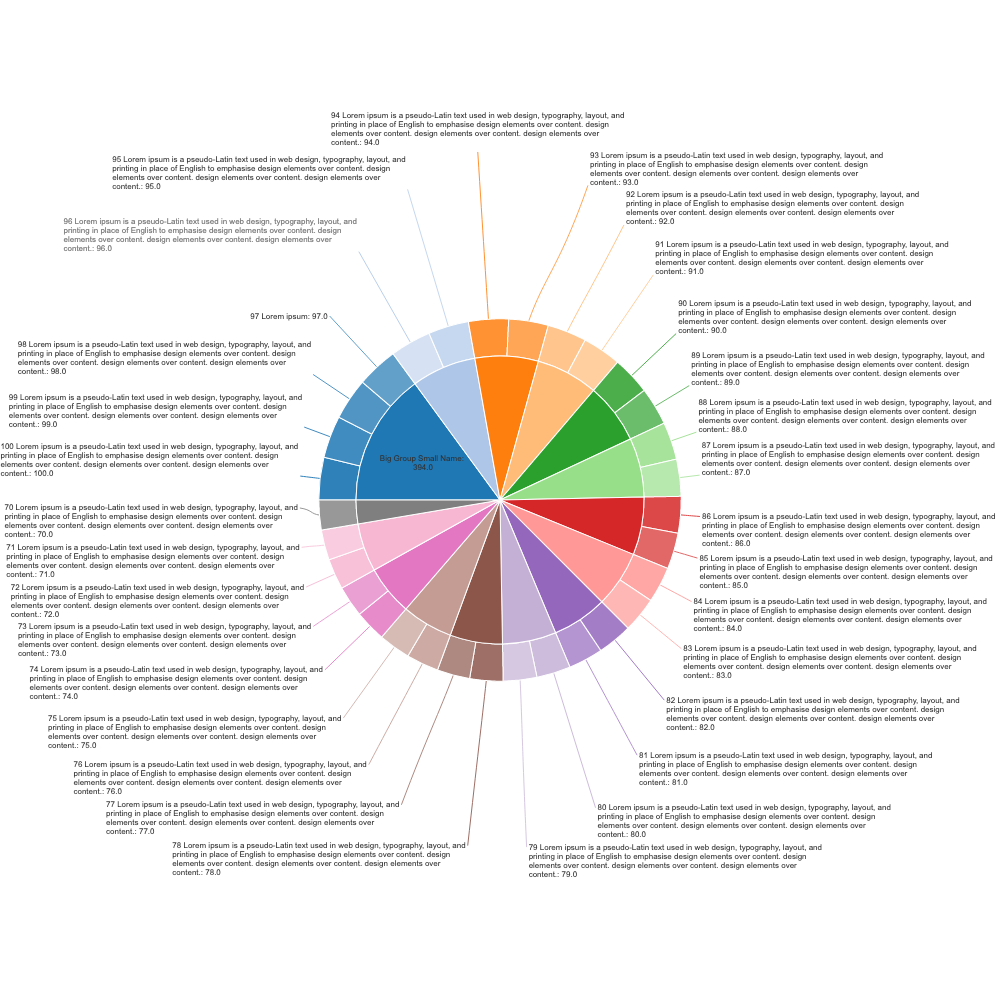 94 Lorem ipsum is a pseudo-Latin text used in web design, typography, layout, and
printing in place of English to emphasise design elements over content. design
elements over content. design elements over content. design elements over
content.: 94.0
95 Lorem ipsum is a pseudo-Latin text used in web design, typography, layout, and
printing in place of English to emphasise design elements over content. design
elements over content. design elements over content. design elements over
content.: 95.0
93 Lorem ipsum is a pseudo-Latin text used in web design, typography, layout, and
printing in place of English to emphasise design elements over content. design
elements over content. design elements over content. design elements over
content.: 93.0
92 Lorem ipsum is a pseudo-Latin text used in web design, typography, layout, and
printing in place of English to emphasise design elements over content. design
elements over content. design elements over content. design elements over
content.: 92.0
96 Lorem ipsum is a pseudo-Latin text used in web design, typography, layout, and
printing in place of English to emphasise design elements over content. design
elements over content. design elements over content. design elements over
content.: 96.0
91 Lorem ipsum is a pseudo-Latin text used in web design, typography, layout, and
printing in place of English to emphasise design elements over content. design
elements over content. design elements over content. design elements over
content.: 91.0
90 Lorem ipsum is a pseudo-Latin text used in web design, typography, layout, and
printing in place of English to emphasise design elements over content. design
elements over content. design elements over content. design elements over
content.: 90.0
97 Lorem ipsum: 97.0
98 Lorem ipsum is a pseudo-Latin text used in web design, typography, layout, and
printing in place of English to emphasise design elements over content. design
elements over content. design elements over content. design elements over
content.: 98.0
89 Lorem ipsum is a pseudo-Latin text used in web design, typography, layout, and
printing in place of English to emphasise design elements over content. design
elements over content. design elements over content. design elements over
content.: 89.0
99 Lorem ipsum is a pseudo-Latin text used in web design, typography, layout, and
printing in place of English to emphasise design elements over content. design
elements over content. design elements over content. design elements over
content.: 99.0
88 Lorem ipsum is a pseudo-Latin text used in web design, typography, layout, and
printing in place of English to emphasise design elements over content. design
elements over content. design elements over content. design elements over
content.: 88.0
100 Lorem ipsum is a pseudo-Latin text used in web design, typography, layout, and
printing in place of English to emphasise design elements over content. design
elements over content. design elements over content. design elements over
content.: 100.0
87 Lorem ipsum is a pseudo-Latin text used in web design, typography, layout, and
printing in place of English to emphasise design elements over content. design
elements over content. design elements over content. design elements over
content.: 87.0
Big Group Small Name:
394.0
70 Lorem ipsum is a pseudo-Latin text used in web design, typography, layout, and
printing in place of English to emphasise design elements over content. design
elements over content. design elements over content. design elements over
content.: 70.0
86 Lorem ipsum is a pseudo-Latin text used in web design, typography, layout, and
printing in place of English to emphasise design elements over content. design
elements over content. design elements over content. design elements over
content.: 86.0
71 Lorem ipsum is a pseudo-Latin text used in web design, typography, layout, and
printing in place of English to emphasise design elements over content. design
elements over content. design elements over content. design elements over
content.: 71.0
85 Lorem ipsum is a pseudo-Latin text used in web design, typography, layout, and
printing in place of English to emphasise design elements over content. design
elements over content. design elements over content. design elements over
content.: 85.0
72 Lorem ipsum is a pseudo-Latin text used in web design, typography, layout, and
printing in place of English to emphasise design elements over content. design
elements over content. design elements over content. design elements over
content.: 72.0
84 Lorem ipsum is a pseudo-Latin text used in web design, typography, layout, and
printing in place of English to emphasise design elements over content. design
elements over content. design elements over content. design elements over
content.: 84.0
73 Lorem ipsum is a pseudo-Latin text used in web design, typography, layout, and
printing in place of English to emphasise design elements over content. design
elements over content. design elements over content. design elements over
content.: 73.0
83 Lorem ipsum is a pseudo-Latin text used in web design, typography, layout, and
printing in place of English to emphasise design elements over content. design
elements over content. design elements over content. design elements over
content.: 83.0
74 Lorem ipsum is a pseudo-Latin text used in web design, typography, layout, and
printing in place of English to emphasise design elements over content. design
elements over content. design elements over content. design elements over
content.: 74.0
82 Lorem ipsum is a pseudo-Latin text used in web design, typography, layout, and
printing in place of English to emphasise design elements over content. design
elements over content. design elements over content. design elements over
content.: 82.0
75 Lorem ipsum is a pseudo-Latin text used in web design, typography, layout, and
printing in place of English to emphasise design elements over content. design
elements over content. design elements over content. design elements over
content.: 75.0
81 Lorem ipsum is a pseudo-Latin text used in web design, typography, layout, and
printing in place of English to emphasise design elements over content. design
elements over content. design elements over content. design elements over
content.: 81.0
76 Lorem ipsum is a pseudo-Latin text used in web design, typography, layout, and
printing in place of English to emphasise design elements over content. design
elements over content. design elements over content. design elements over
content.: 76.0
77 Lorem ipsum is a pseudo-Latin text used in web design, typography, layout, and
printing in place of English to emphasise design elements over content. design
elements over content. design elements over content. design elements over
content.: 77.0
80 Lorem ipsum is a pseudo-Latin text used in web design, typography, layout, and
printing in place of English to emphasise design elements over content. design
elements over content. design elements over content. design elements over
content.: 80.0
78 Lorem ipsum is a pseudo-Latin text used in web design, typography, layout, and
printing in place of English to emphasise design elements over content. design
elements over content. design elements over content. design elements over
content.: 78.0
79 Lorem ipsum is a pseudo-Latin text used in web design, typography, layout, and
printing in place of English to emphasise design elements over content. design
elements over content. design elements over content. design elements over
content.: 79.0